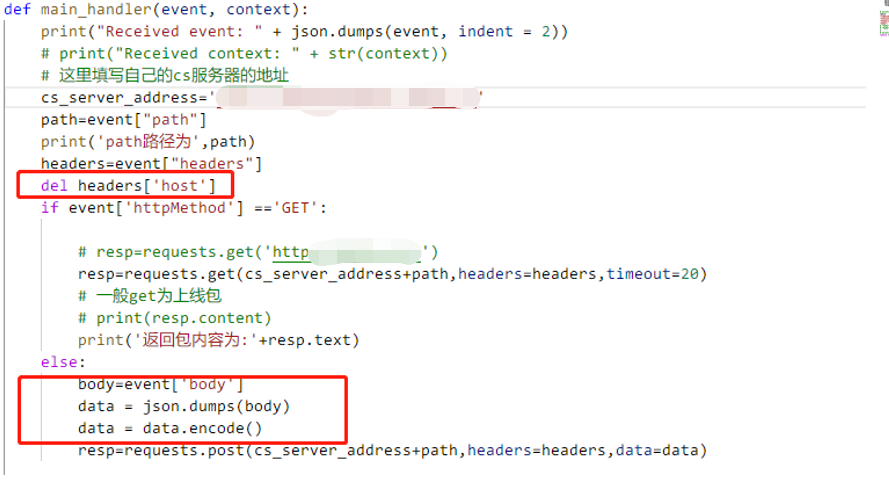 def main_handler(event, context):
print("Received event: " + json.dumps(event, indent = 2))
# print("Received context: " + str(context))
# 这里填写自己的cs服务器的地址
cs_server_address=' '
path=event["path"]
print('path路径为',path)
headers=event["headers"]
del headers['host']
if event['httpMethod'] =='GET':
# resp=requests.get('http ')
resp=requests.get(cs_server_address+path,headers=headers,timeout=20)
# 一般get为上线包
# print(resp.content)
print('返回包内容为:'+resp.text)
else:
body=event['body']
data = json.dumps(body)
data = data.encode()
resp=requests.post(cs_server_address+path,headers=headers,data=data)